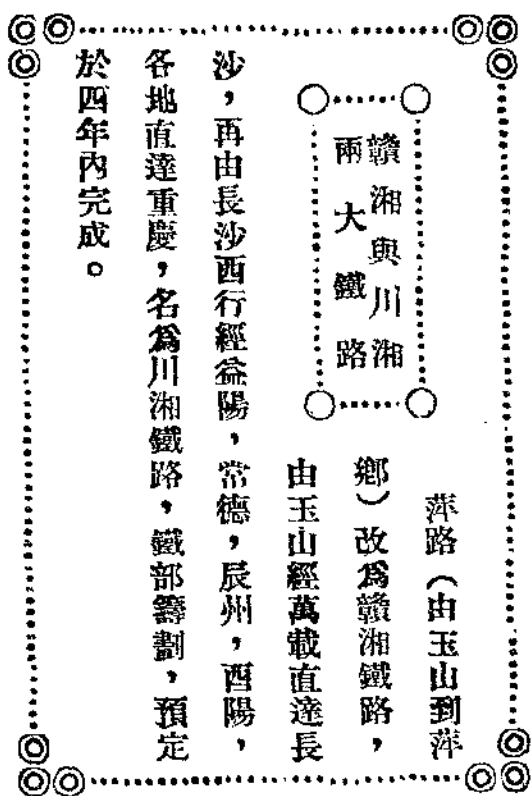 贛湘與川湘
兩大鐵路
萍路（由玉山到萍
鄉）改爲贛湘鐵路，
由玉山經萬載直達長
沙，再由長沙西行經益陽，常德，辰州，酉陽，
各地直達重慶，名爲川湘鐵路，鐵部籌劃，預定
於四年內完成。